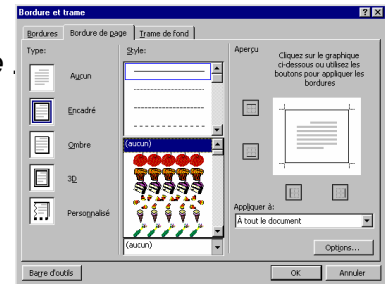 e .
Bordure et trame
Bordures Bordure de page Trame de fond
Type:
Aucun
Encadré
Ombre
3D
Personnalisé
Style:
(aucun)
(aucun)
Aperçu
Cliquez sur le graphique
ci-dessous ou utilisez les
boutons pour appliquer les
bordures
Appliquer à:
À tout le document
Options...
Barre d'outils OK Annuler